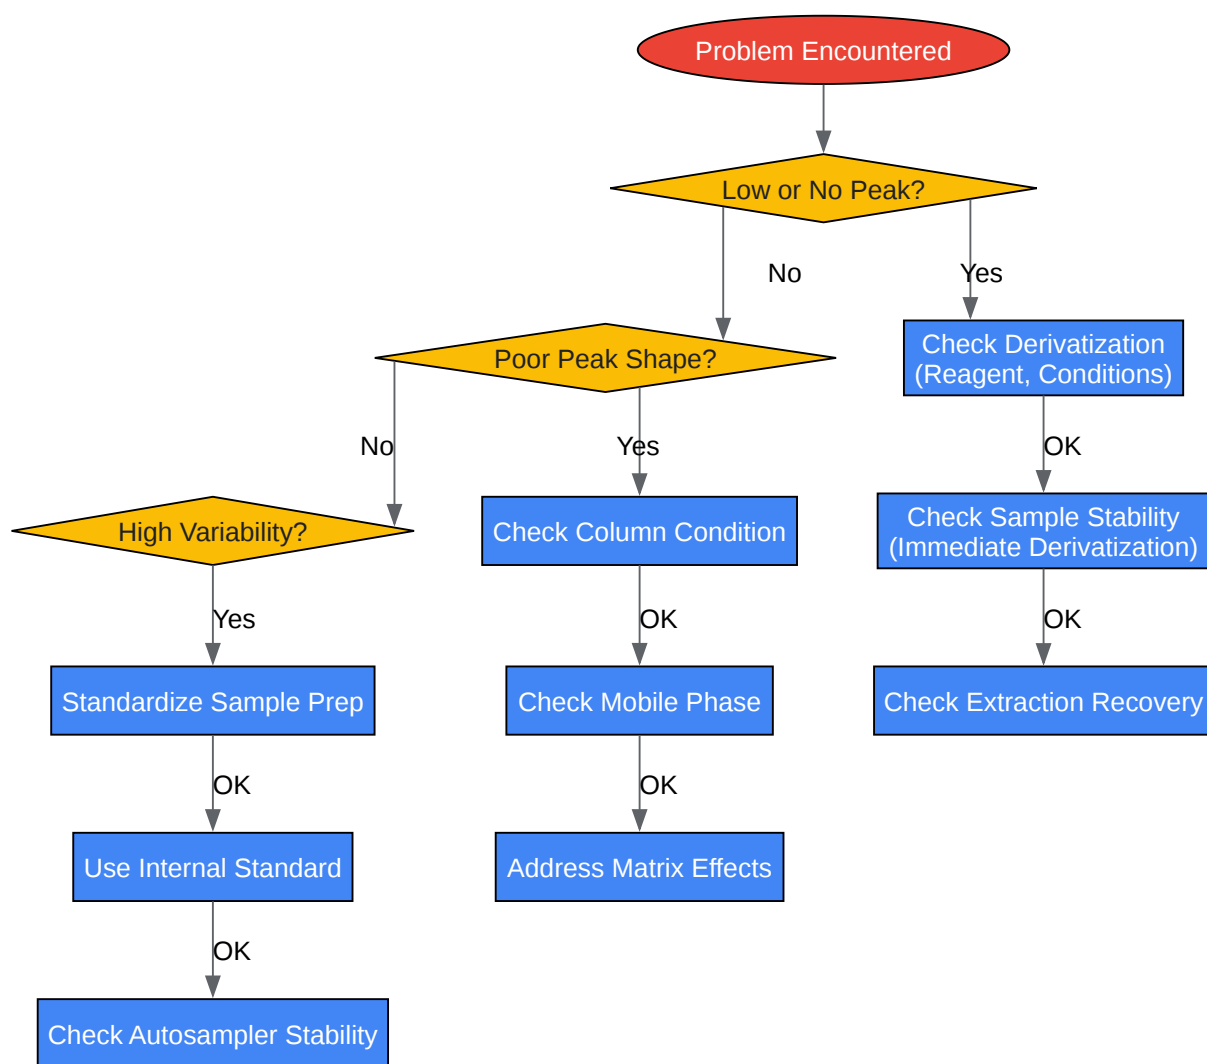 Problem Encountered
Low or No Peak?
No
Yes
Poor Peak Shape?
Check Derivatization
(Reagent, Conditions)
No
Yes
OK
High Variability?
Check Column Condition
Check Sample Stability
(Immediate Derivatization)
Yes
OK
OK
Standardize Sample Prep
Check Mobile Phase
Check Extraction Recovery
OK
OK
Use Internal Standard
Address Matrix Effects
OK
Check Autosampler Stability